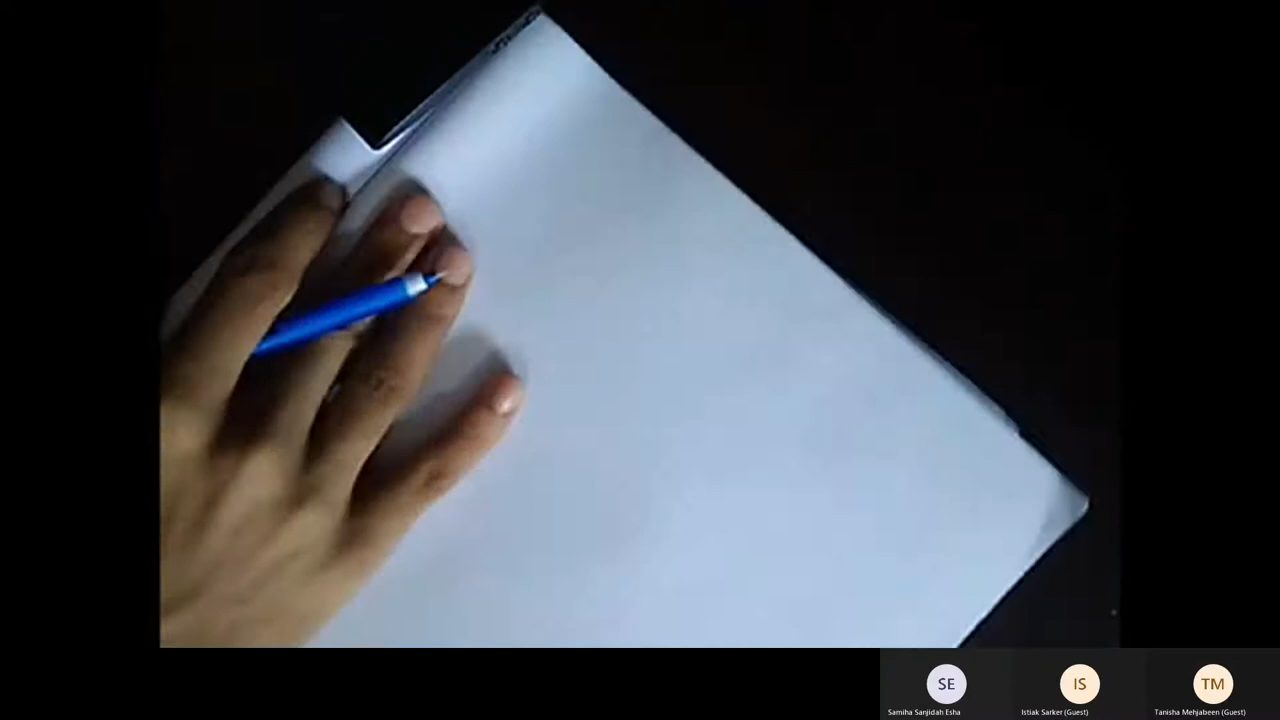 SE
IS
TM
Samiha Sanjidah Esha
Istiak Sarker (Guest)
Tanisha Mehjabeen (Guest)